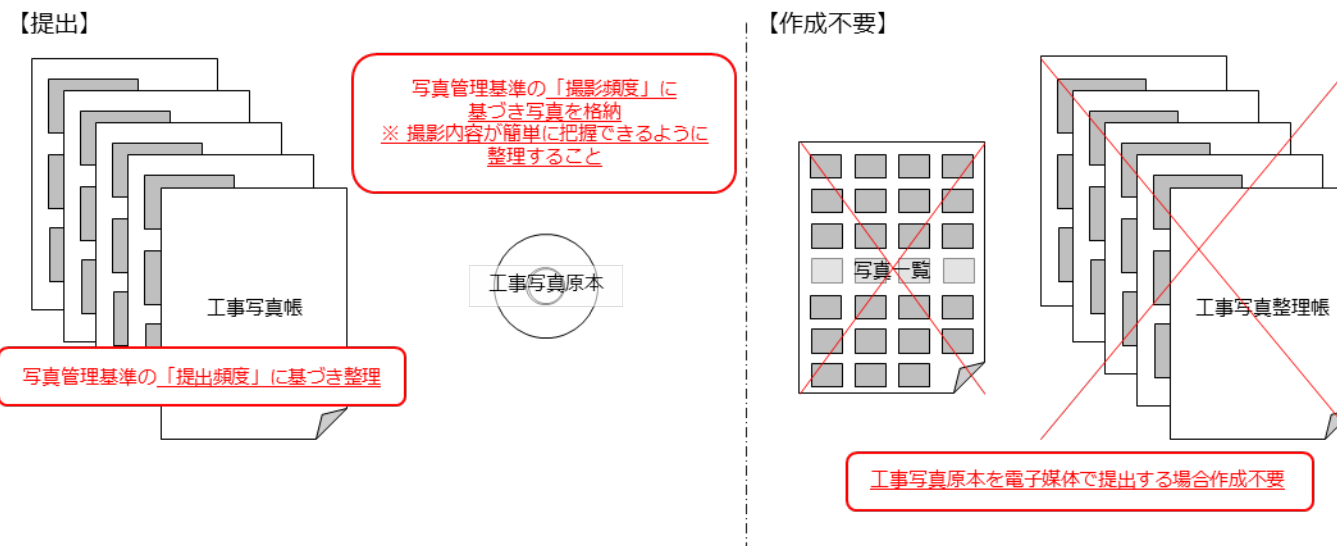 【提出】
写真管理基準の「撮影頻度」に
基づき写真を格納
※ 撮影内容が簡単に把握できるように
整理すること
工事写真原本
工事写真帳
写真管理基準の「提出頻度」に基づき整理
【作成不要】
写真一覧
工事写真整理帳
工事写真原本を電子媒体で提出する場合作成不要